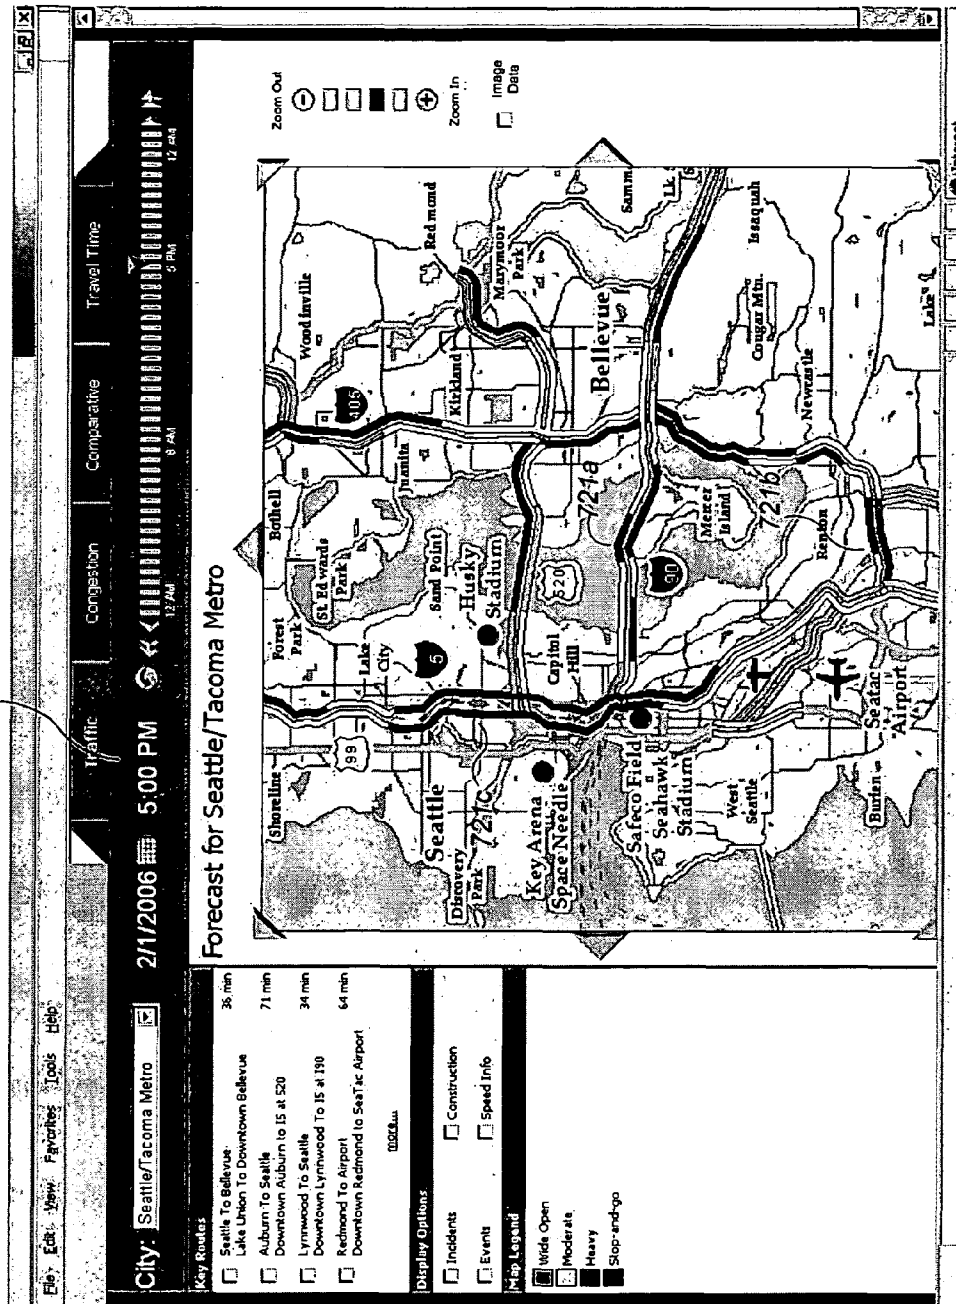 File Edit View Favorites Tools Help
Traffic Congestion Comparative Travel Time
City: Seattle/Tacoma Metro 2/1/2006 5:00 PM
12 AM 8 AM 5 PM 12 AM
Key Routes
Seattle To Bellevue 36 min
Lake Union To Downtown Bellevue
Auburn To Seattle 71 min
Downtown Auburn to I5 at 520
Lynnwood To Seattle 34 min
Downtown Lynnwood To I5 at I90
Redmond To Airport 64 min
Downtown Redmond to SeaTac Airport
more...
Display Options
Incidents Construction
Events Speed Info
Map Legend
Wide Open
Moderate
Heavy
Stop-and-go
Forecast for Seattle/Tacoma Metro
Shoreline
Forest
Park
Bothell
Woodinville
99
Lake
City
St. Edwards
Park
405
Juanita
Redmond
Seattle
5
Sand Point
Kirkland
Discovery
Park
721c
Husky
Stadium
Marymoor
Park
Key Arena
Space Needle
Capitol
Hill
520
721a
Bellevue
Samm
Safeco Field
Seahawk
Stadium
90
Lk.
S
West
Seattle
Mercer
Island
721b
Cougar Mtn.
Issaquah
Renton
Newcastle
Burien
Seatac
Airport
Lake
Zoom Out
Zoom In
Image
Data